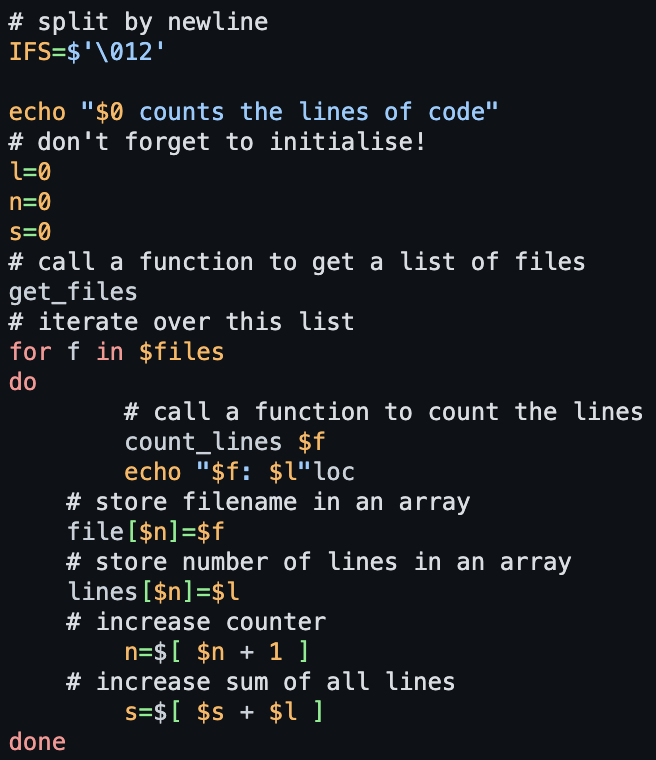 # split by newline
IFS=$'\012'

echo "$0 counts the lines of code"
# don't forget to initialise!
l=0
n=0
s=0
# call a function to get a list of files
get_files
# iterate over this list
for f in $files
do
        # call a function to count the lines
        count_lines $f
        echo "$f: $l"loc
    # store filename in an array
    file[$n]=$f
    # store number of lines in an array
    lines[$n]=$l
    # increase counter
        n=$[ $n + 1 ]
    # increase sum of all lines
        s=$[ $s + $l ]
done